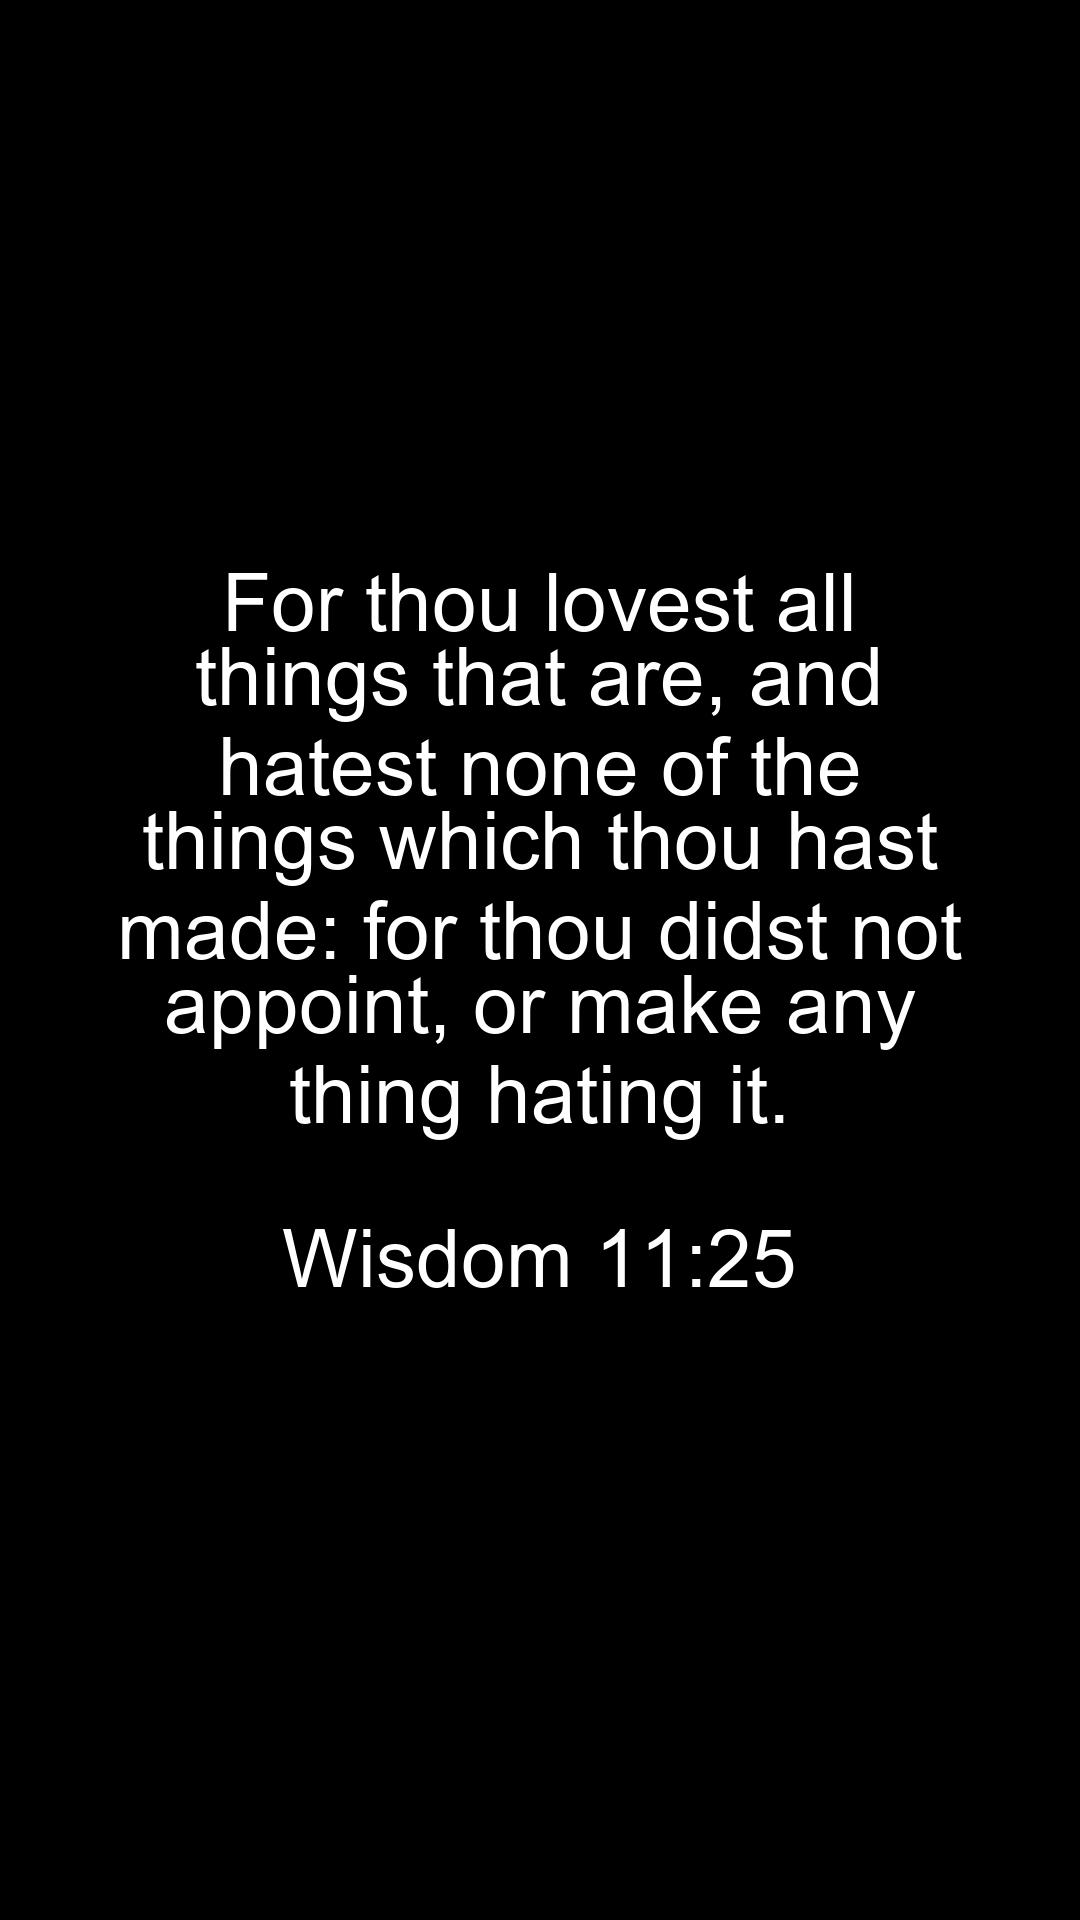 For thou lovest all
things that are, and
hatest none of the
things which thou hast
made: for thou didst not
appoint, or make any
thing hating it.
Wisdom 11:25